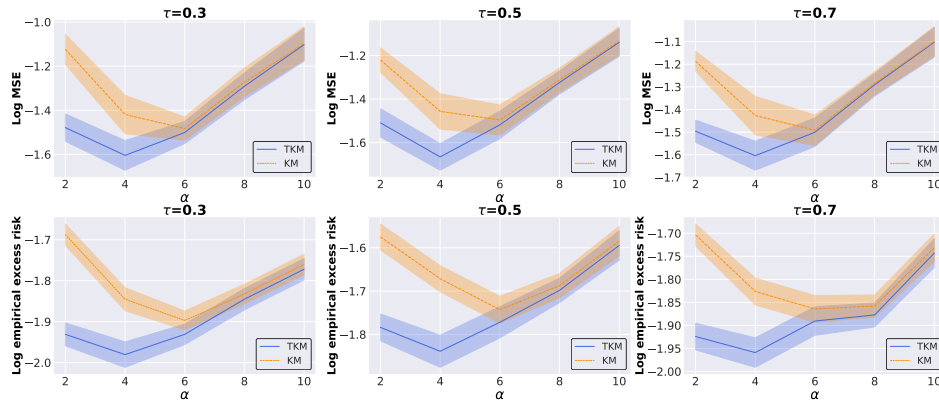 τ=0.3
Log MSE
−1.0
−1.2
−1.4
−1.6
TKM
KM
2 4 6 8 10
α
τ=0.5
Log MSE
−1.2
−1.4
−1.6
TKM
KM
2 4 6 8 10
α
τ=0.7
Log MSE
−1.1
−1.2
−1.3
−1.4
−1.5
−1.6
−1.7
TKM
KM
2 4 6 8 10
α
τ=0.3
Log empirical excess risk
−1.7
−1.8
−1.9
−2.0
TKM
KM
2 4 6 8 10
α
τ=0.5
Log empirical excess risk
−1.6
−1.7
−1.8
TKM
KM
2 4 6 8 10
α
τ=0.7
Log empirical excess risk
−1.70
−1.75
−1.80
−1.85
−1.90
−1.95
−2.00
TKM
KM
2 4 6 8 10
α